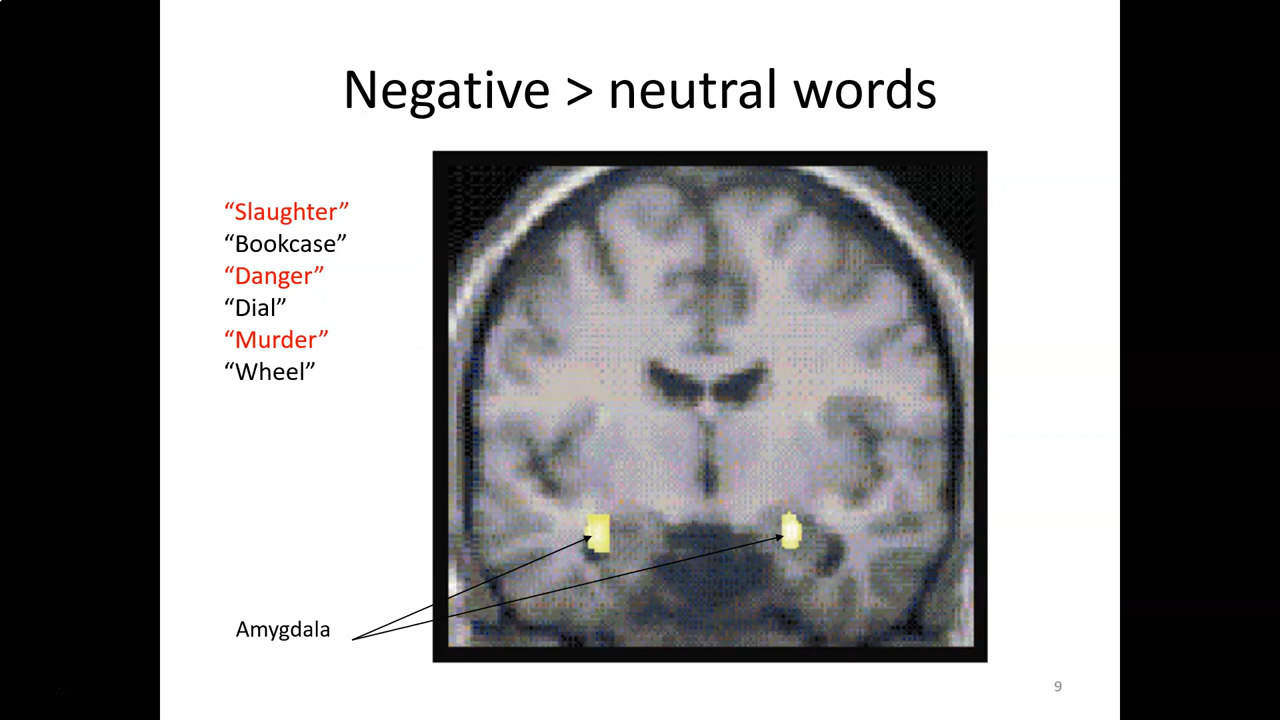 Negative > neutral words
“Slaughter”
“Bookcase”
“Danger”
“Dial”
“Murder”
“Wheel”
Amygdala
9